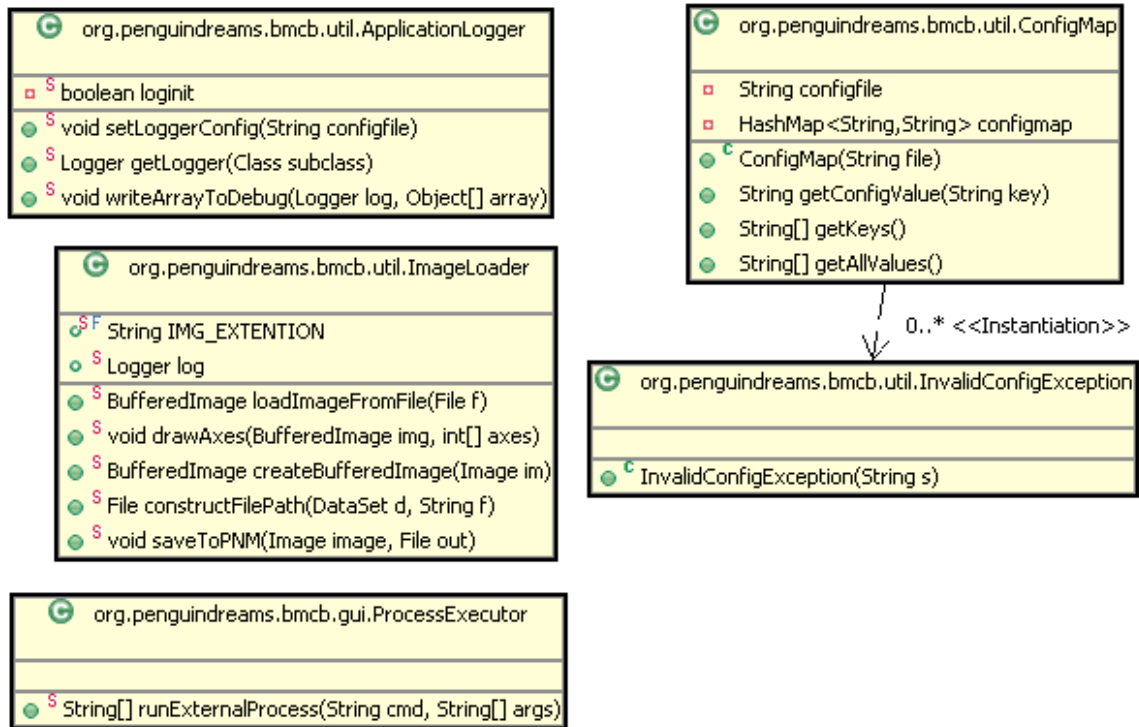 C org.penguindreams.bmcb.util.ApplicationLogger
S boolean loginit
S void setLoggerConfig(String configfile)
S Logger getLogger(Class subclass)
S void writeArrayToDebug(Logger log, Object[] array)
C org.penguindreams.bmcb.util.ConfigMap
String configfile
HashMap<String,String> configmap
C ConfigMap(String file)
String getConfigValue(String key)
String[] getKeys()
String[] getAllValues()
0..* <<Instantiation>>
C org.penguindreams.bmcb.util.ImageLoader
S F String IMG_EXTENTION
S Logger log
S BufferedImage loadImageFromFile(File f)
S void drawAxes(BufferedImage img, int[] axes)
S BufferedImage createBufferedImage(Image im)
S File constructFilePath(DataSet d, String f)
S void saveToPNM(Image image, File out)
C org.penguindreams.bmcb.util.InvalidConfigException
C InvalidConfigException(String s)
C org.penguindreams.bmcb.gui.ProcessExecutor
S String[] runExternalProcess(String cmd, String[] args)